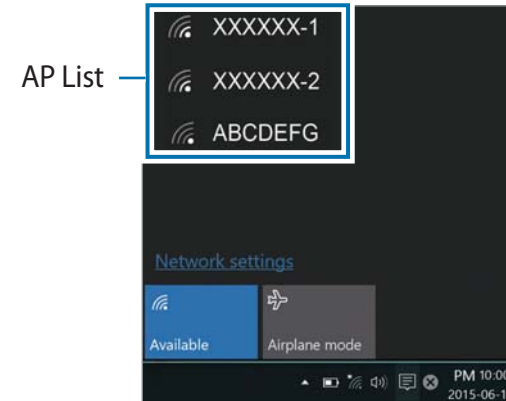 XXXXXX-1
AP List
XXXXXX-2
ABCDEFG
Network settings
Available
Airplane mode
PM 10:00
2015-06-1